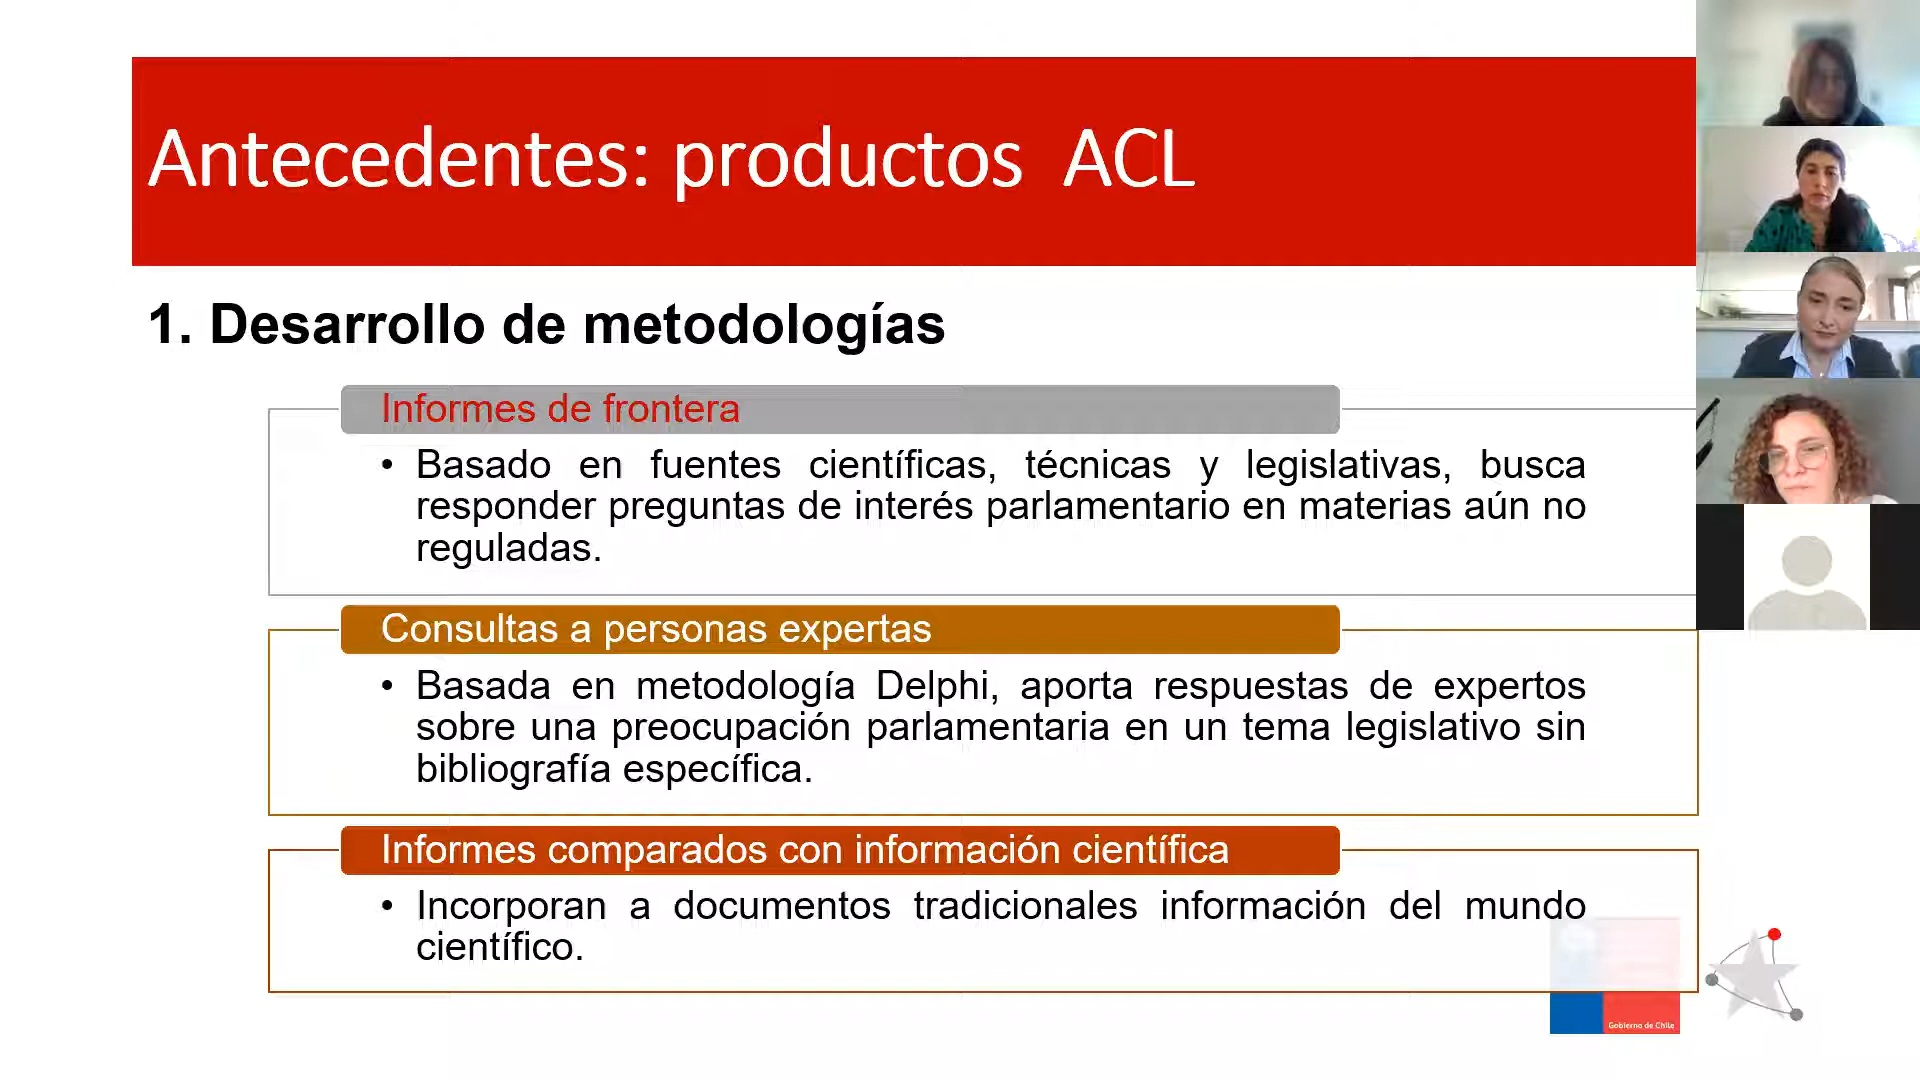 Antecedentes: productos ACL
1. Desarrollo de metodologías
Informes de frontera
• Basado en fuentes científicas, técnicas y legislativas, busca
responder preguntas de interés parlamentario en materias aún no
reguladas.
Consultas a personas expertas
• Basada en metodología Delphi, aporta respuestas de expertos
sobre una preocupación parlamentaria en un tema legislativo sin
bibliografía específica.
Informes comparados con información científica
• Incorporan a documentos tradicionales información del mundo
científico.
Gobierno de Chile